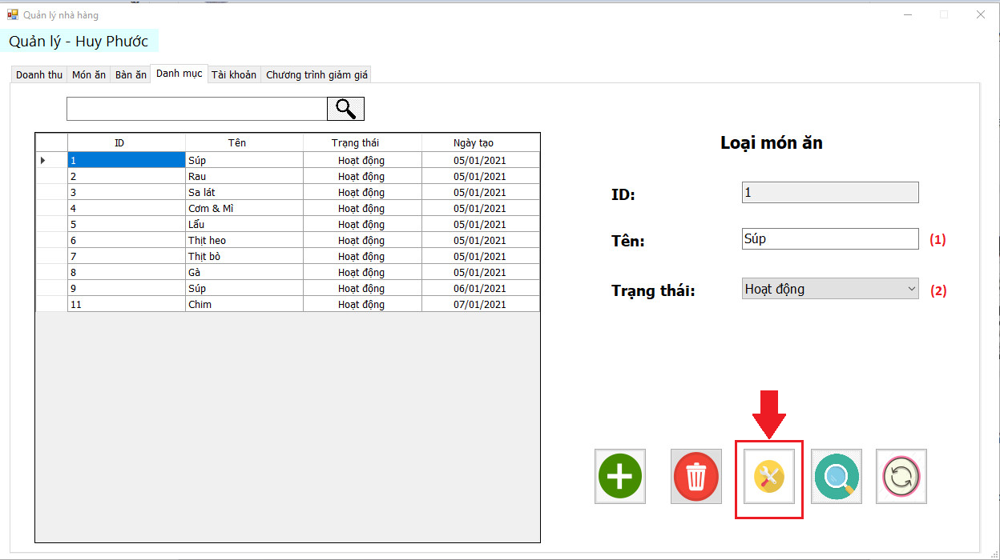 Quản lý nhà hàng
Quản lý - Huy Phước
Doanh thu Món ăn Bàn ăn Danh mục Tài khoản Chương trình giảm giá
ID Tên Trạng thái Ngày tạo
1 Súp Hoạt động 05/01/2021
2 Rau Hoạt động 05/01/2021
3 Sa lát Hoạt động 05/01/2021
4 Cơm & Mì Hoạt động 05/01/2021
5 Lẩu Hoạt động 05/01/2021
6 Thịt heo Hoạt động 05/01/2021
7 Thịt bò Hoạt động 05/01/2021
8 Gà Hoạt động 05/01/2021
9 Súp Hoạt động 06/01/2021
11 Chim Hoạt động 07/01/2021
Loại món ăn
ID: 1
Tên: Súp (1)
Trạng thái: Hoạt động (2)